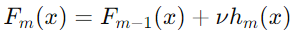 F_m(x) = F_{m-1}(x) + νh_m(x)